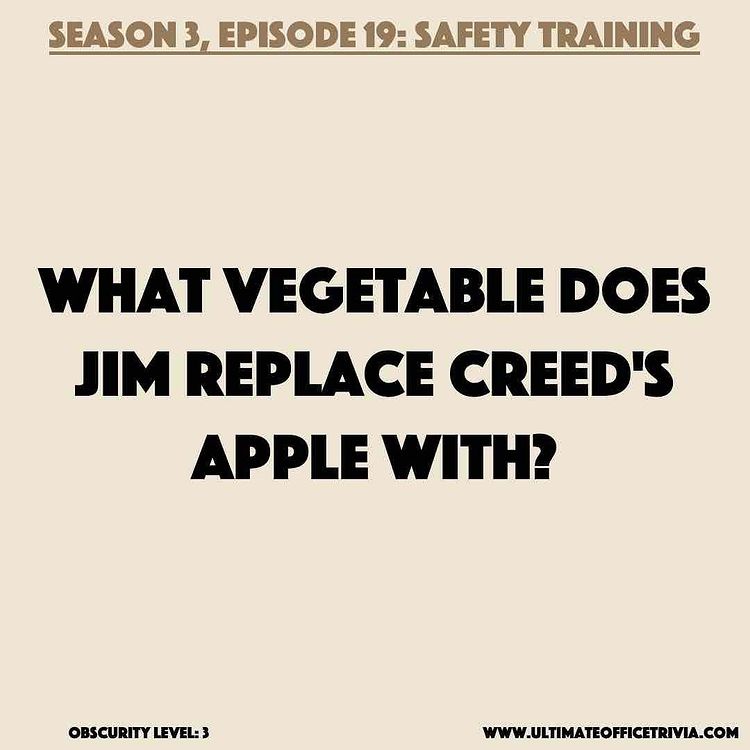 SEASON 3, EPISODE 19: SAFETY TRAINING
WHAT VEGETABLE DOES
JIM REPLACE CREED'S
APPLE WITH?
OBSCURITY LEVEL: 3
WWW.ULTIMATEOFFICETRIVIA.COM